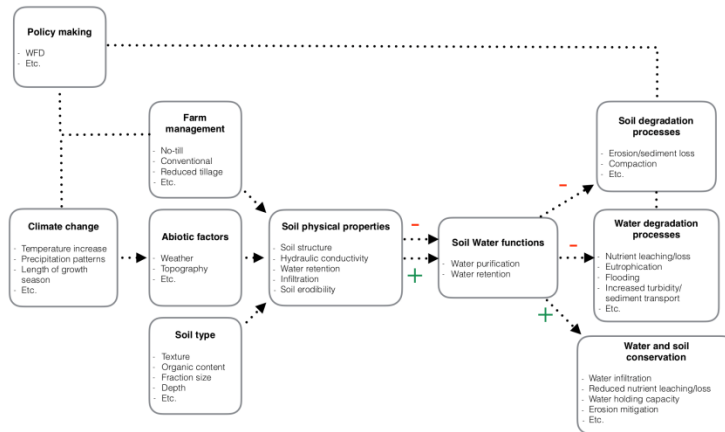 Policy making
- WFD
- Etc.
Farm
management
- No-till
- Conventional
- Reduced tillage
- Etc.
Soil degradation
processes
- Erosion/sediment loss
- Compaction
- Etc.
Climate change
- Temperature increase
- Precipitation patterns
- Length of growth
season
- Etc.
Abiotic factors
- Weather
- Topography
- Etc.
Soil physical properties
- Soil structure
- Hydraulic conductivity
- Water retention
- Infiltration
- Soil erodibility
-
+
Soil Water functions
- Water purification
- Water retention
-
-
+
Water degradation
processes
- Nutrient leaching/loss
- Eutrophication
- Flooding
- Increased turbidity/
sediment transport
- Etc.
Soil type
- Texture
- Organic content
- Fraction size
- Depth
- Etc.
Water and soil
conservation
- Water infiltration
- Reduced nutrient leaching/loss
- Water holding capacity
- Erosion mitigation
- Etc.